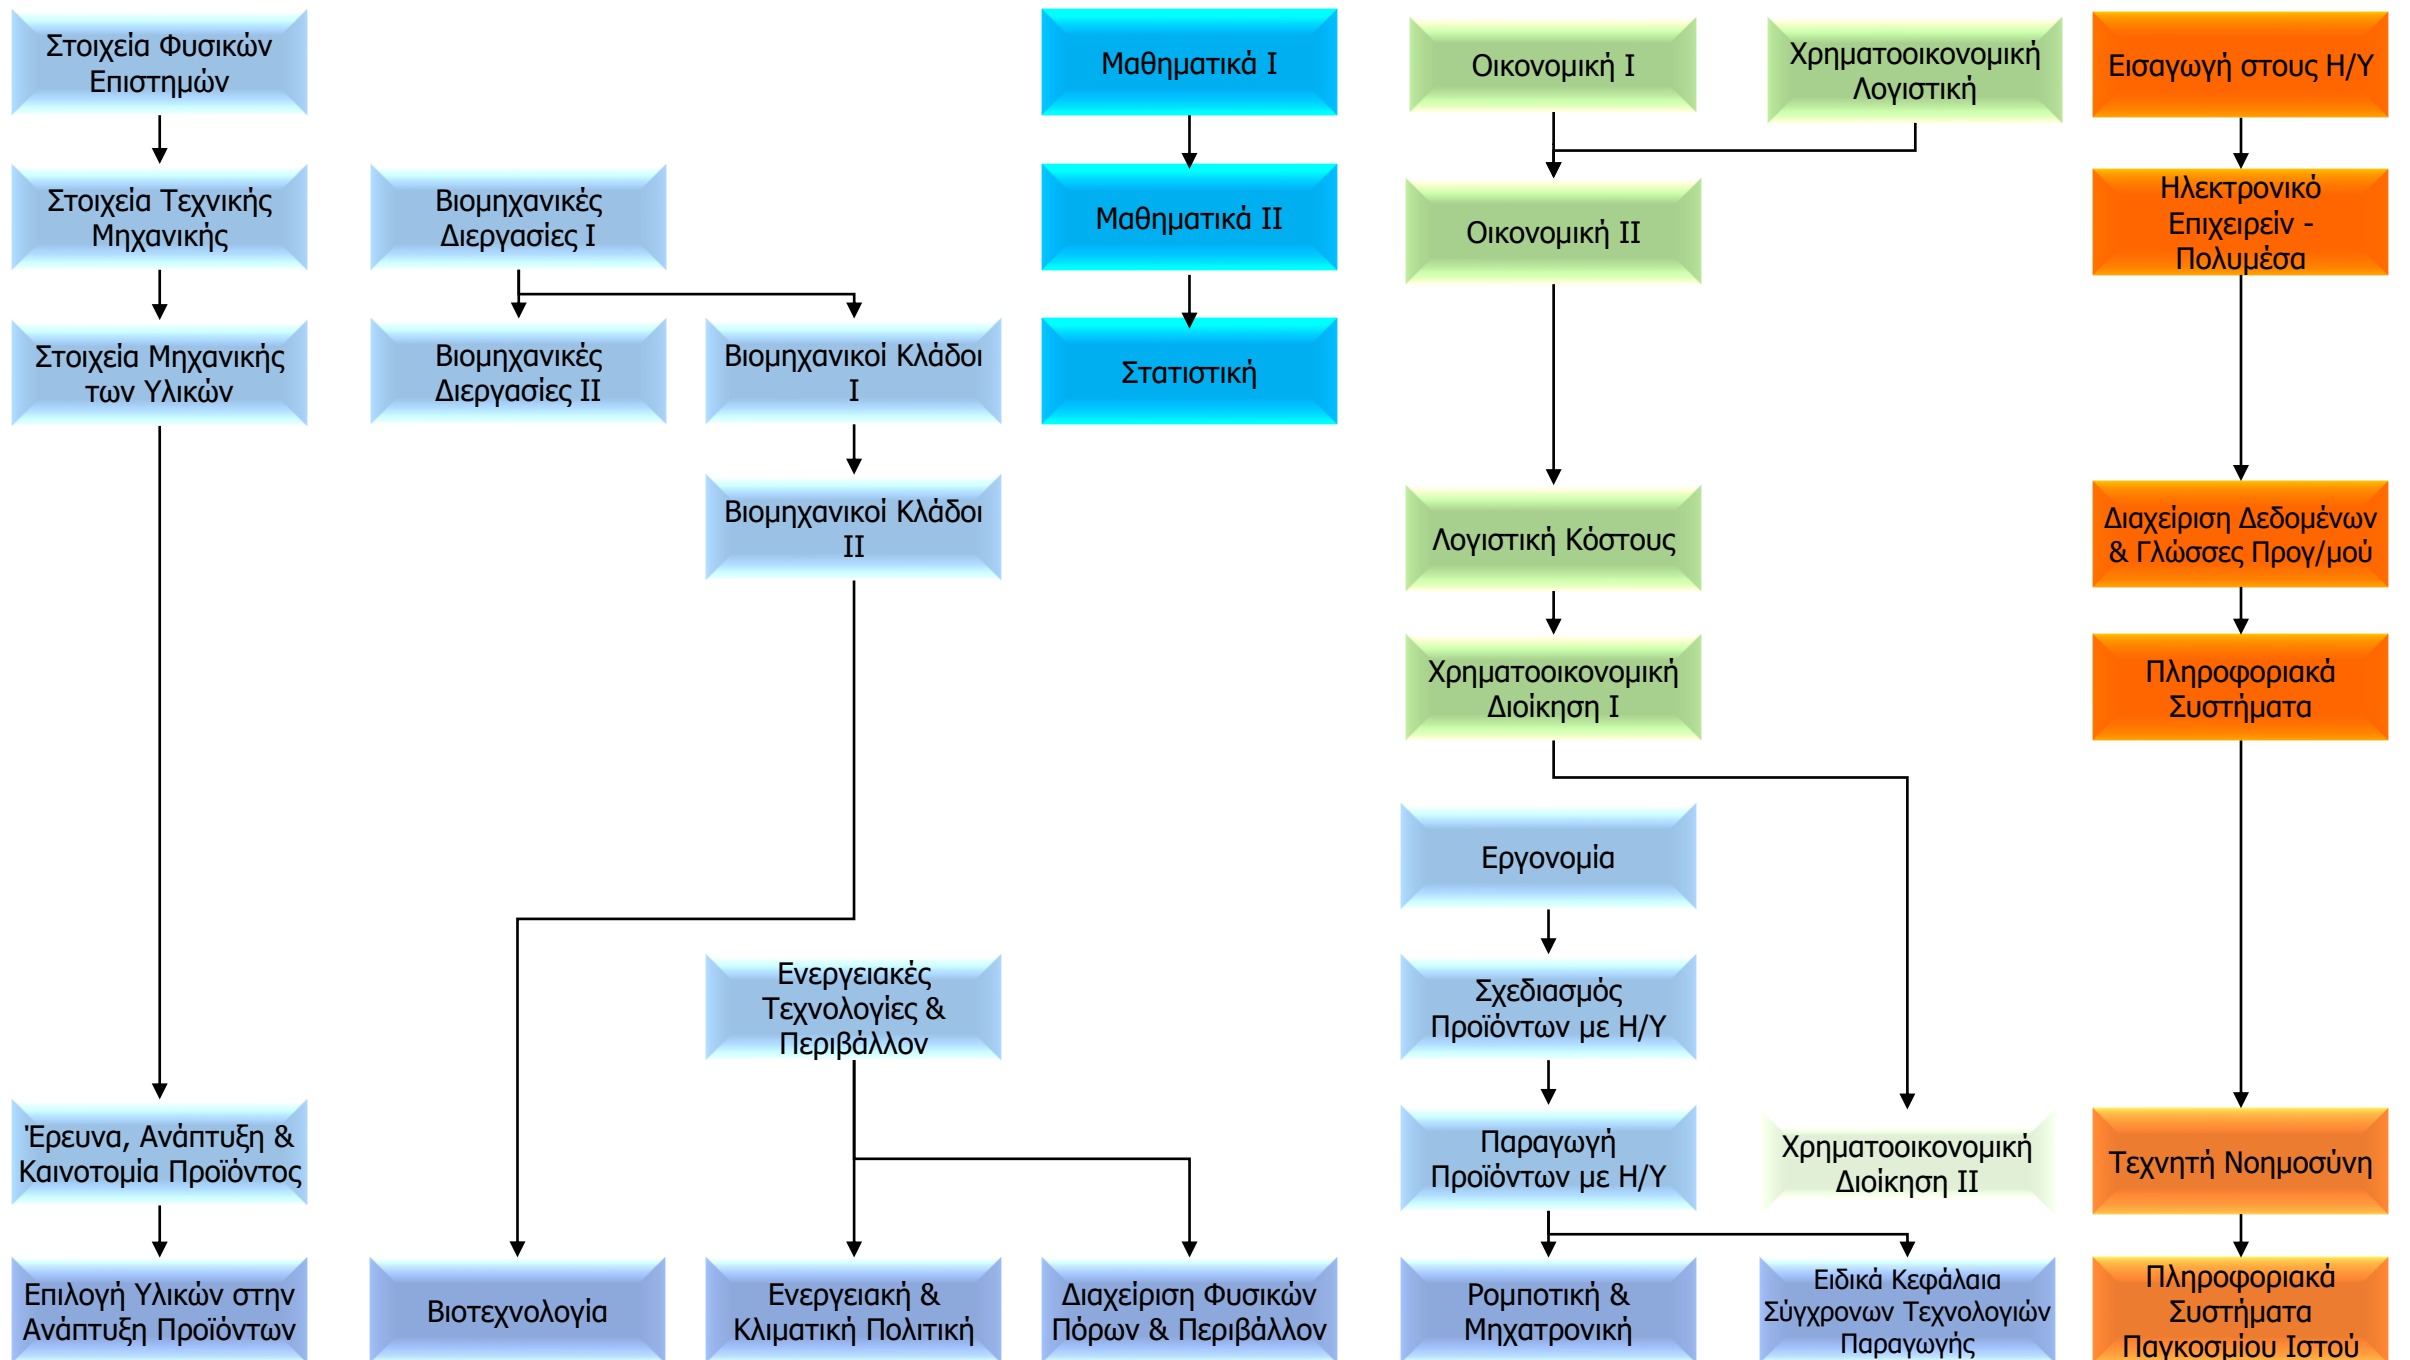 Στοιχεία Φυσικών
Επιστημών
Μαθηματικά Ι
Οικονομική Ι
Χρηματοοικονομική
Λογιστική
Εισαγωγή στους Η/Υ
Στοιχεία Τεχνικής
Μηχανικής
Βιομηχανικές
Διεργασίες Ι
Μαθηματικά ΙΙ
Οικονομική ΙΙ
Ηλεκτρονικό
Επιχειρείν -
Πολυμέσα
Στοιχεία Μηχανικής
των Υλικών
Βιομηχανικές
Διεργασίες ΙΙ
Βιομηχανικοί Κλάδοι
Ι
Στατιστική
Βιομηχανικοί Κλάδοι
ΙΙ
Λογιστική Κόστους
Διαχείριση Δεδομένων
& Γλώσσες Προγ/μού
Χρηματοοικονομική
Διοίκηση Ι
Πληροφοριακά
Συστήματα
Εργονομία
Ενεργειακές
Τεχνολογίες &
Περιβάλλον
Σχεδιασμός
Προϊόντων με Η/Υ
Έρευνα, Ανάπτυξη &
Καινοτομία Προϊόντος
Παραγωγή
Προϊόντων με Η/Υ
Χρηματοοικονομική
Διοίκηση ΙΙ
Τεχνητή Νοημοσύνη
Επιλογή Υλικών στην
Ανάπτυξη Προϊόντων
Βιοτεχνολογία
Ενεργειακή &
Κλιματική Πολιτική
Διαχείριση Φυσικών
Πόρων & Περιβάλλον
Ρομποτική &
Μηχατρονική
Ειδικά Κεφάλαια
Σύγχρονων Τεχνολογιών
Παραγωγής
Πληροφοριακά
Συστήματα
Παγκοσμίου Ιστού